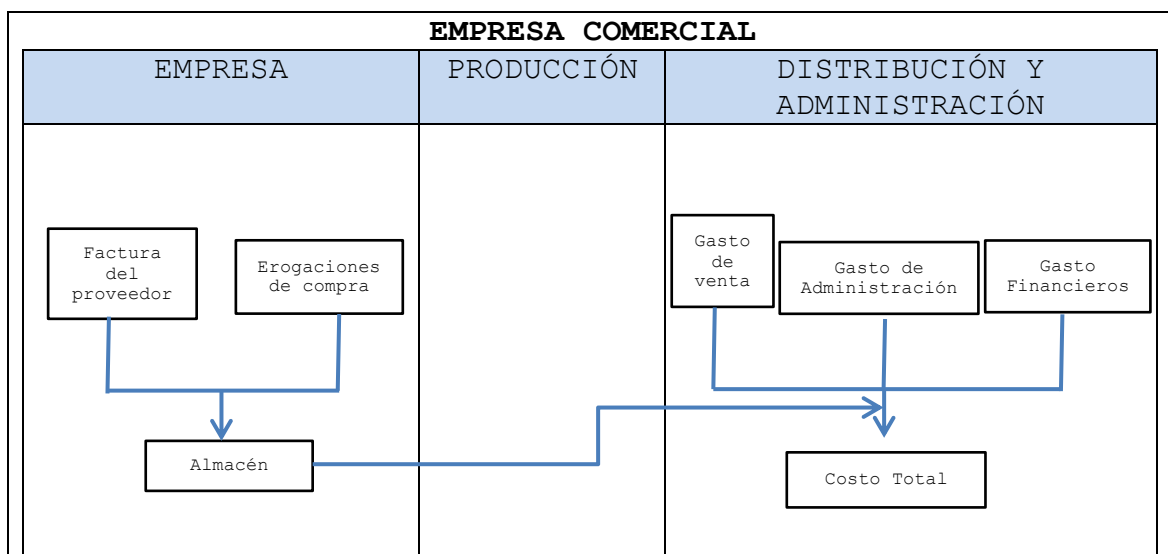 EMPRESA COMERCIAL
EMPRESA
PRODUCCIÓN
DISTRIBUCIÓN Y
ADMINISTRACIÓN
Factura
del
proveedor
Erogaciones
de compra
Gasto
de
venta
Gasto de
Administración
Gasto
Financieros
Almacén
Costo Total